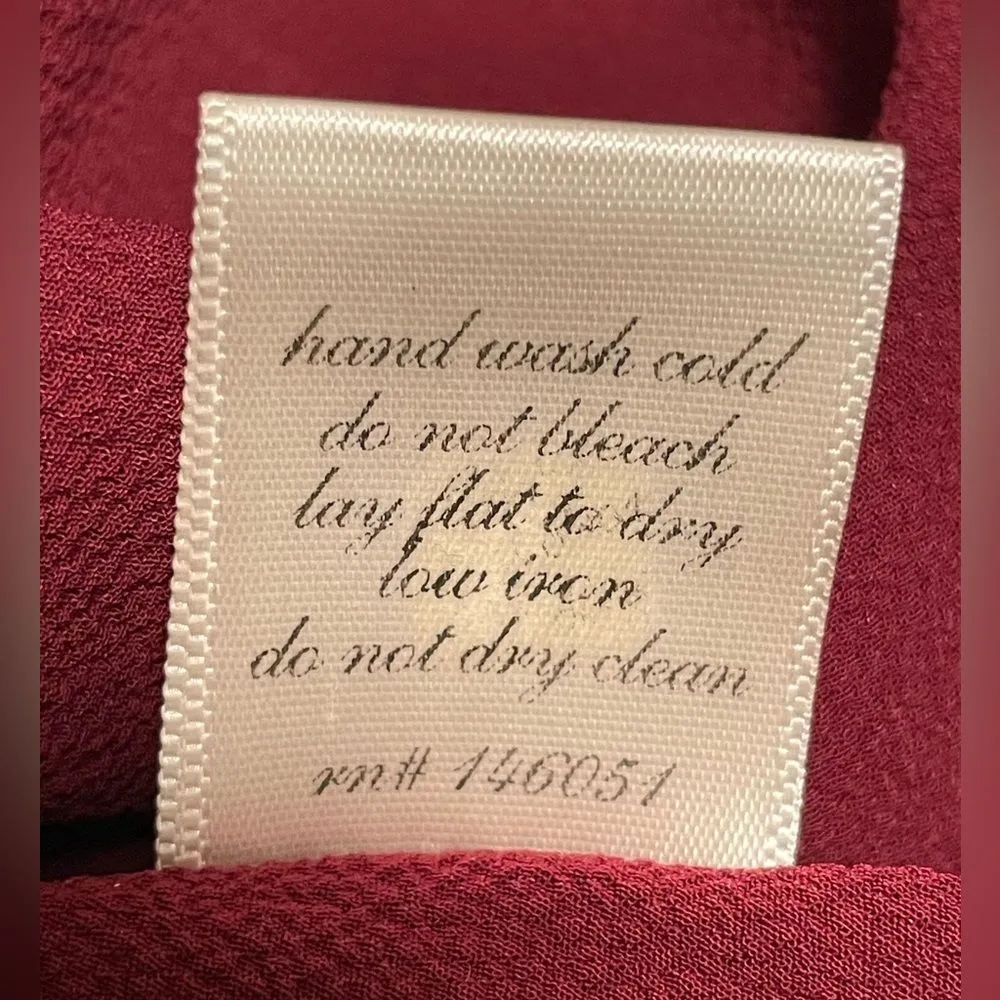 hand wash cold
do not bleach
lay flat to dry
low iron
do not dry clean
rn# 146051